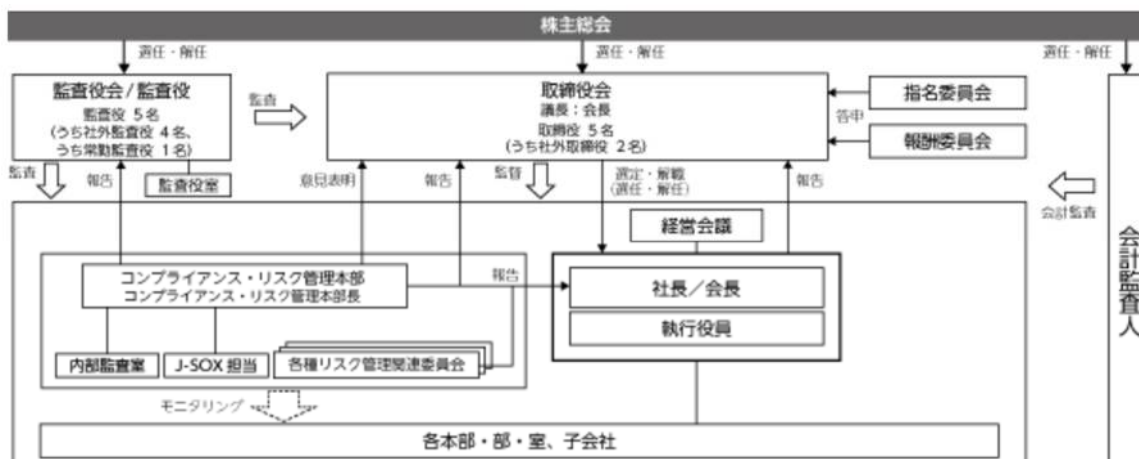 株主総会
選任・解任
選任・解任
選任・解任
監査役会/監査役
監査役 5名
(うち社外監査役 4名、
うち常勤監査役 1名)
監査
取締役会
議長:会長
取締役 5名
(うち社外取締役 2名)
指名委員会
答申
報酬委員会
監査
報告
監査役室
意見表明
報告
監督
選定・解職
(選任・解任)
報告
会計監査
会計監査人
経営会議
コンプライアンス・リスク管理本部
コンプライアンス・リスク管理本部長
報告
社長/会長
執行役員
内部監査室
J-SOX 担当
各種リスク管理関連委員会
モニタリング
各本部・部・室、子会社